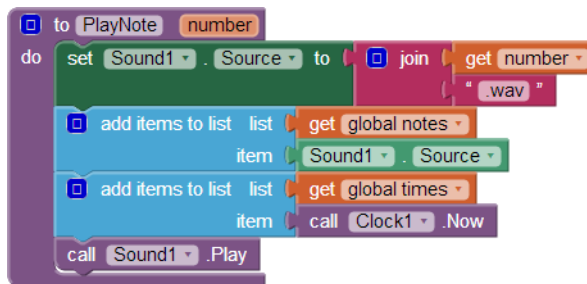 to PlayNote number
do set Sound1 . Source to join get number
" .wav "
add items to list list get global notes
item Sound1 . Source
add items to list list get global times
item call Clock1 .Now
call Sound1 .Play